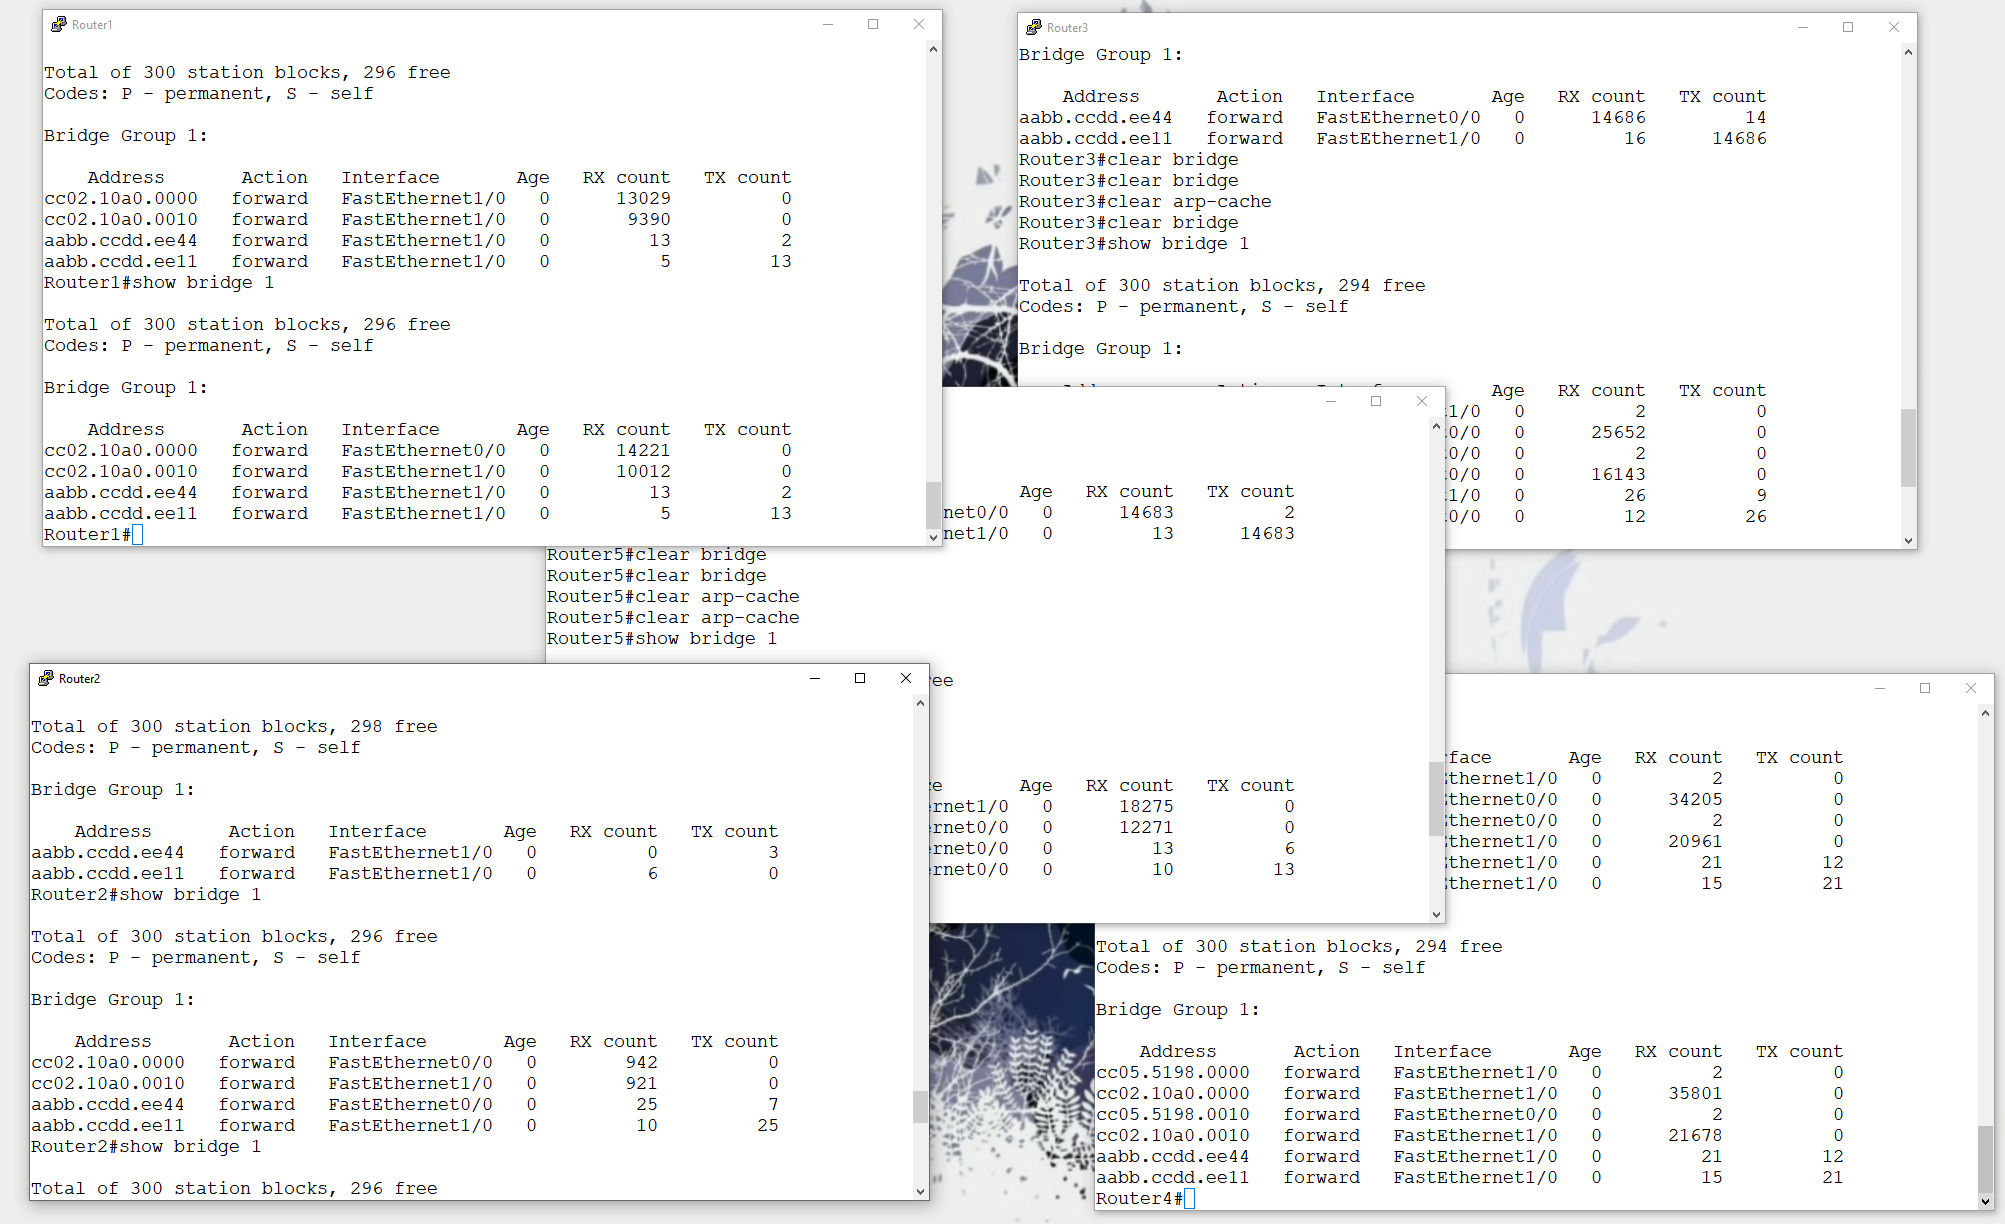 Router1
Total of 300 station blocks, 296 free
Codes: P - permanent, S - self
Bridge Group 1:
Address Action Interface Age RX count TX count
cc02.10a0.0000 forward FastEthernet1/0 0 13029 0
cc02.10a0.0010 forward FastEthernet1/0 0 9390 0
aabb.ccdd.ee44 forward FastEthernet1/0 0 13 2
aabb.ccdd.ee11 forward FastEthernet1/0 0 5 13
Router1#show bridge 1
Total of 300 station blocks, 296 free
Codes: P - permanent, S - self
Bridge Group 1:
Address Action Interface Age RX count TX count
cc02.10a0.0000 forward FastEthernet0/0 0 14221 0
cc02.10a0.0010 forward FastEthernet1/0 0 10012 0
aabb.ccdd.ee44 forward FastEthernet1/0 0 13 2
aabb.ccdd.ee11 forward FastEthernet1/0 0 5 13
Router1#
Router3
Bridge Group 1:
Address Action Interface Age RX count TX count
aabb.ccdd.ee44 forward FastEthernet0/0 0 14686 14
aabb.ccdd.ee11 forward FastEthernet1/0 0 16 14686
Router3#clear bridge
Router3#clear bridge
Router3#clear arp-cache
Router3#clear bridge
Router3#show bridge 1
Total of 300 station blocks, 294 free
Codes: P - permanent, S - self
Bridge Group 1:
Age RX count TX count
1/0 0 2 0
0/0 0 25652 0
0/0 0 2 0
0/0 0 16143 0
1/0 0 26 9
0/0 0 12 26
Age RX count TX count
net0/0 0 14683 2
net1/0 0 13 14683
Router5#clear bridge
Router5#clear bridge
Router5#clear arp-cache
Router5#clear arp-cache
Router5#show bridge 1
ee
e Age RX count TX count
rnet1/0 0 18275 0
rnet0/0 0 12271 0
rnet0/0 0 13 6
rnet0/0 0 10 13
Router2
Total of 300 station blocks, 298 free
Codes: P - permanent, S - self
Bridge Group 1:
Address Action Interface Age RX count TX count
aabb.ccdd.ee44 forward FastEthernet1/0 0 0 3
aabb.ccdd.ee11 forward FastEthernet1/0 0 6 0
Router2#show bridge 1
Total of 300 station blocks, 296 free
Codes: P - permanent, S - self
Bridge Group 1:
Address Action Interface Age RX count TX count
cc02.10a0.0000 forward FastEthernet0/0 0 942 0
cc02.10a0.0010 forward FastEthernet1/0 0 921 0
aabb.ccdd.ee44 forward FastEthernet0/0 0 25 7
aabb.ccdd.ee11 forward FastEthernet1/0 0 10 25
Router2#show bridge 1
Total of 300 station blocks, 296 free
face Age RX count TX count
thernet1/0 0 2 0
thernet0/0 0 34205 0
thernet0/0 0 2 0
thernet1/0 0 20961 0
thernet1/0 0 21 12
thernet1/0 0 15 21
Total of 300 station blocks, 294 free
Codes: P - permanent, S - self
Bridge Group 1:
Address Action Interface Age RX count TX count
cc05.5198.0000 forward FastEthernet1/0 0 2 0
cc02.10a0.0000 forward FastEthernet1/0 0 35801 0
cc05.5198.0010 forward FastEthernet0/0 0 2 0
cc02.10a0.0010 forward FastEthernet1/0 0 21678 0
aabb.ccdd.ee44 forward FastEthernet1/0 0 21 12
aabb.ccdd.ee11 forward FastEthernet1/0 0 15 21
Router4#